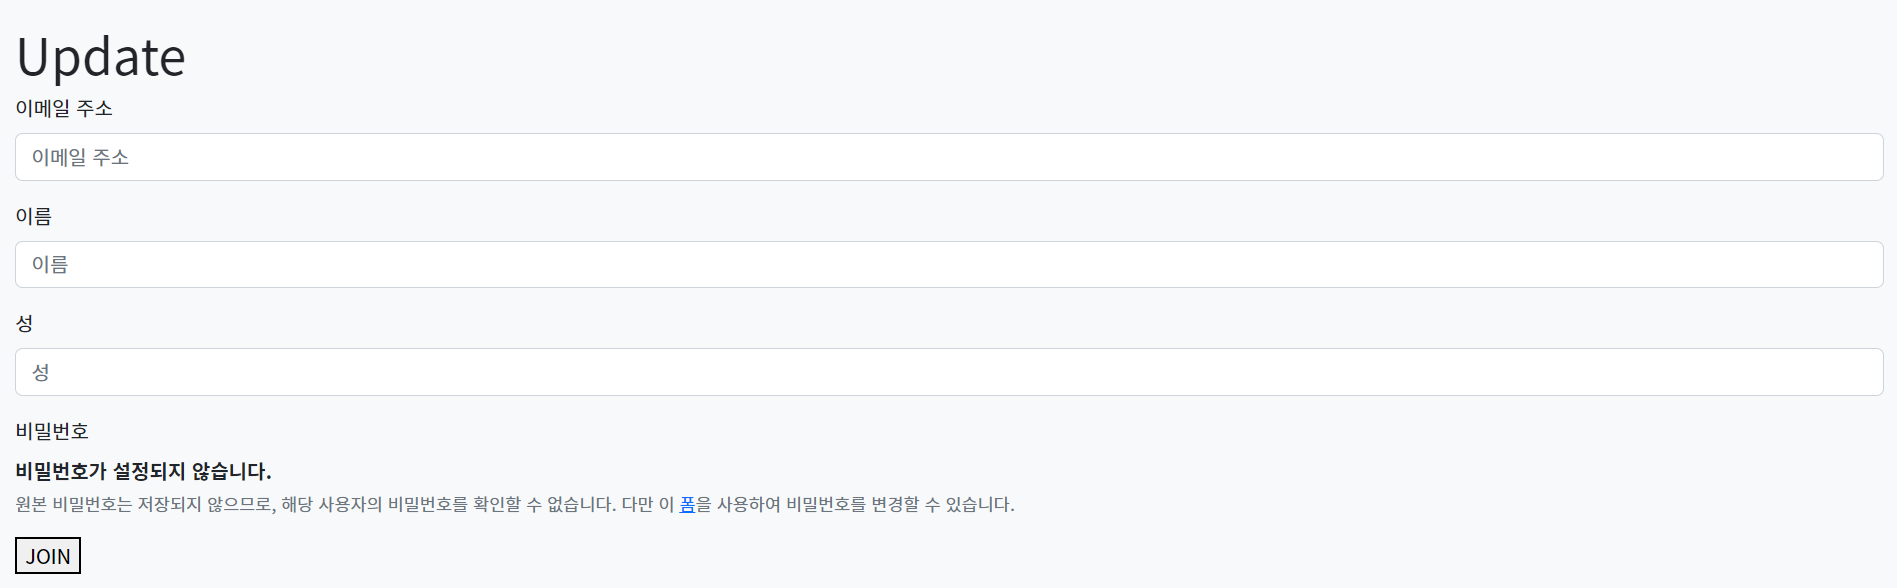 Update
이메일 주소
이메일 주소
이름
이름
성
성
비밀번호
비밀번호가 설정되지 않습니다.
원본 비밀번호는 저장되지 않으므로, 해당 사용자의 비밀번호를 확인할 수 없습니다. 다만 이 폼을 사용하여 비밀번호를 변경할 수 있습니다.
JOIN